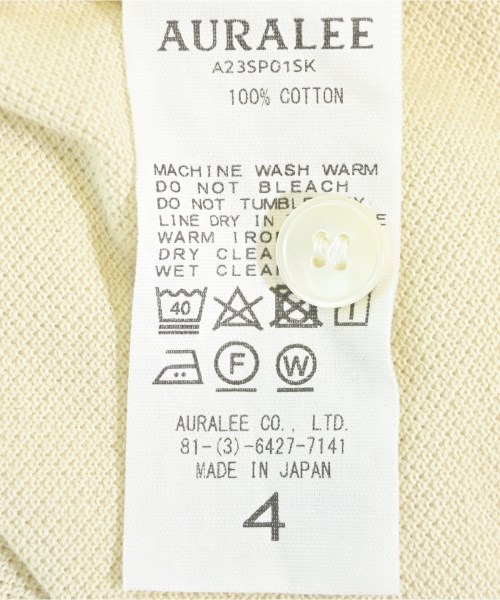 AURALEE
A23SP01SK
100% COTTON
MACHINE WASH WARM
DO NOT BLEACH
DO NOT TUMBLE
LINE DRY IN
WARM IRON
DRY CLEA
WET CLEA
40
F
W
AURALEE CO., LTD.
81-(3)-6427-7141
MADE IN JAPAN
4